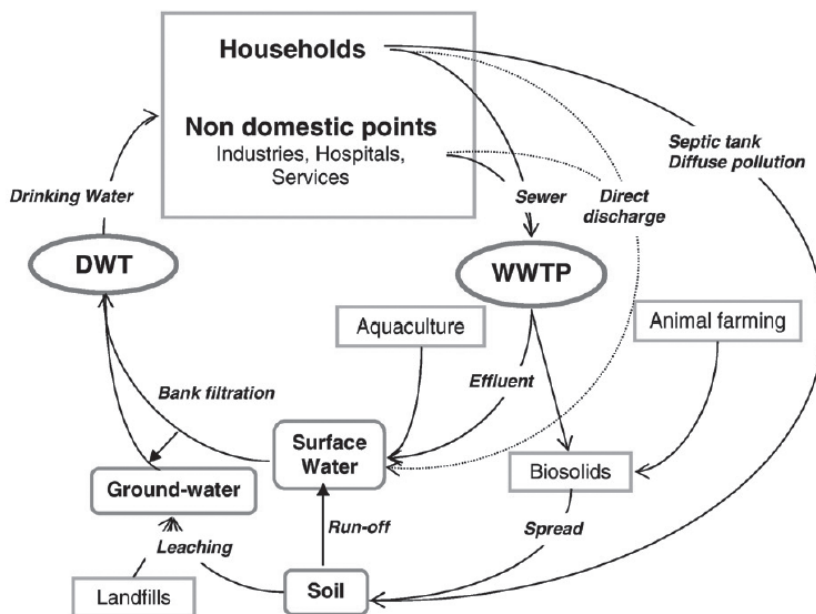 Households
Non domestic points
Industries, Hospitals,
Services
Septic tank
Diffuse pollution
Drinking Water
Sewer
Direct
discharge
DWT
WWTP
Aquaculture
Animal farming
Effluent
Bank filtration
Surface
Water
Biosolids
Ground-water
Run-off
Spread
Leaching
Landfills
Soil